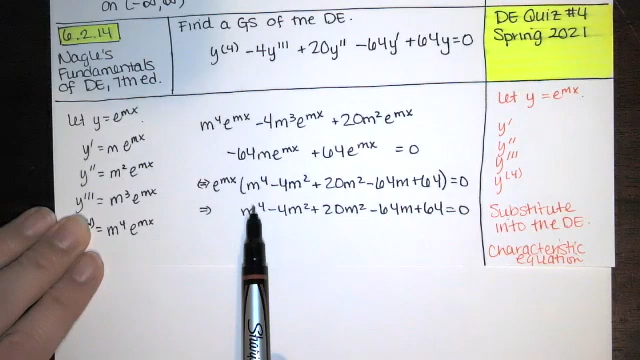 on (-∞,∞)
6.2.14
Nagle's
Fundamentals
of DE, 7th ed.
Find a GS of the DE.
y⁽⁴⁾ - 4y''' + 20y'' - 64y' + 64y = 0
DE Quiz #4
Spring 2021
Let y = e^mx.
y' = m e^mx
y'' = m² e^mx
y''' = m³ e^mx
= m⁴ e^mx
m⁴e^mx - 4m³e^mx + 20m²e^mx
- 64me^mx + 64e^mx = 0
⇔ e^mx (m⁴ - 4m² + 20m² - 64m + 64) = 0
⇒ m⁴ - 4m² + 20m² - 64m + 64 = 0
Let y = e^mx.
y'
y''
y'''
y⁽⁴⁾
Substitute
into the DE.
Characteristic
equation
Sharpie